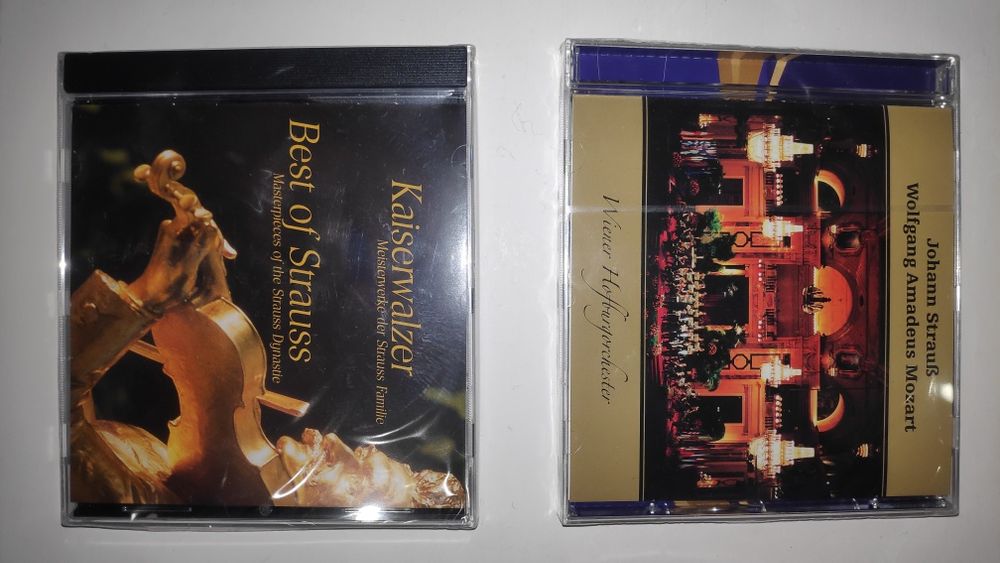 Kaiserwalzer
Meisterwerke der Strauss Familie
Best of Strauss
Masterpieces of the Strauss Dynastie
Johann Strauß
Wolfgang Amadeus Mozart
Wiener Hofburgorchester